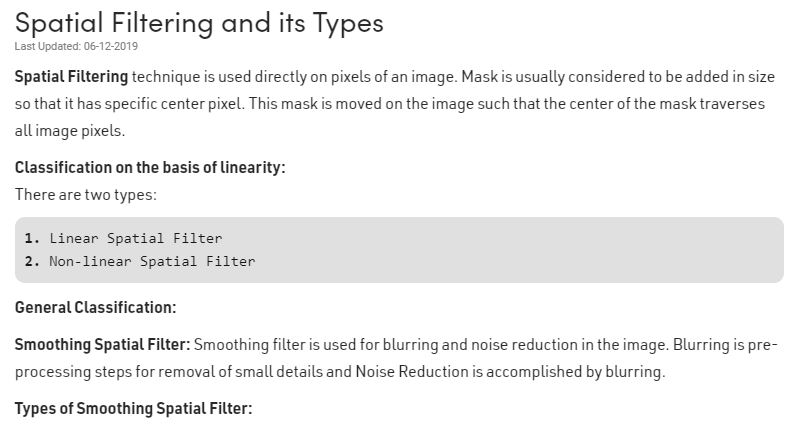 Spatial Filtering and its Types
Last Updated: 06-12-2019
Spatial Filtering technique is used directly on pixels of an image. Mask is usually considered to be added in size
so that it has specific center pixel. This mask is moved on the image such that the center of the mask traverses
all image pixels.
Classification on the basis of linearity:
There are two types:
1. Linear Spatial Filter
2. Non-linear Spatial Filter
General Classification:
Smoothing Spatial Filter: Smoothing filter is used for blurring and noise reduction in the image. Blurring is pre-
processing steps for removal of small details and Noise Reduction is accomplished by blurring.
Types of Smoothing Spatial Filter: